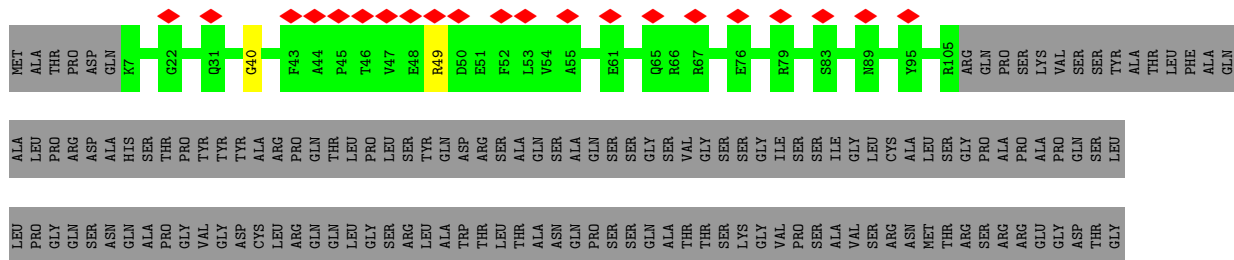 MET ALA THR PRO ASP GLN K7 G22 Q31 G40 F43 A44 P45 T46 V47 E48 R49 D50 E51 F52 L53 V54 A55 E61 Q65 R66 R67 E76 R79 S83 N89 Y95 R105 ARG GLN PRO SER LYS VAL SER SER TYR ALA THR LEU PHE ALA GLN
ALA LEU PRO ARG ASP ALA HIS SER THR PRO TYR TYR TYR ALA ARG PRO GLN THR LEU PRO LEU SER TYR GLN ASP ARG SER ALA GLN SER ALA GLN SER SER GLY SER VAL GLY SER SER GLY ILE SER SER ILE GLY LEU CYS ALA LEU SER GLY PRO ALA PRO ALA PRO GLN SER LEU
LEU PRO GLY GLN SER ASN GLN ALA PRO GLY VAL GLY ASP CYS LEU ARG GLN GLN LEU GLY SER ARG LEU ALA TRP THR LEU THR ALA ASN GLN PRO SER SER GLN ALA THR THR SER LYS GLY VAL PRO SER ALA VAL SER ARG ASN MET THR ARG SER ARG ARG GLU GLY ASP THR GLY